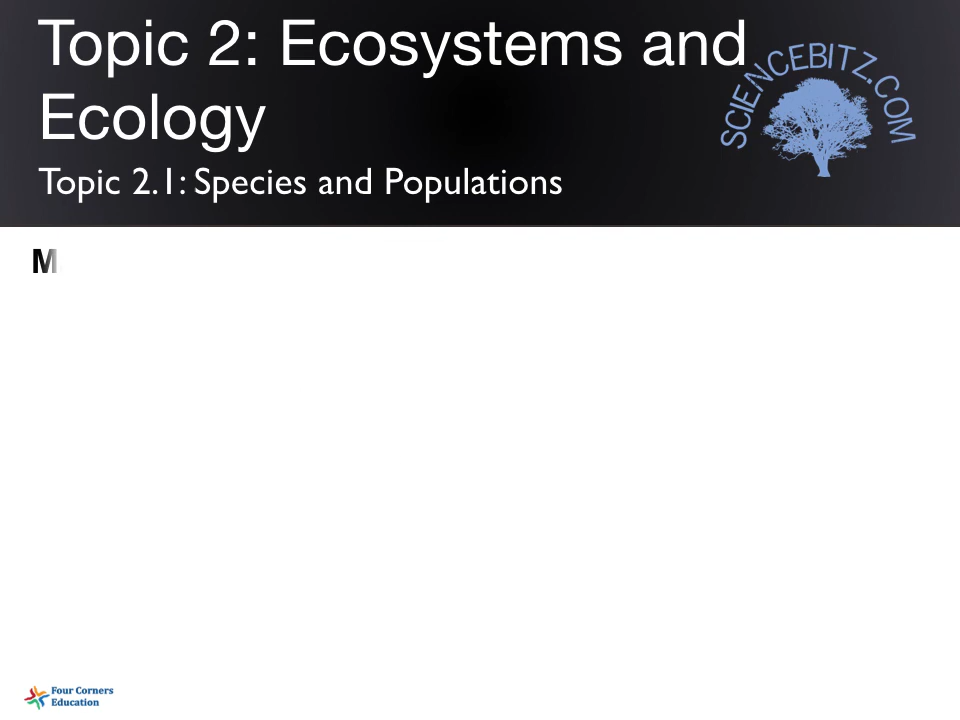 Topic 2: Ecosystems and
Ecology
SCIENCEBITZ.COM
Topic 2.1: Species and Populations
M
Four Corners
Education